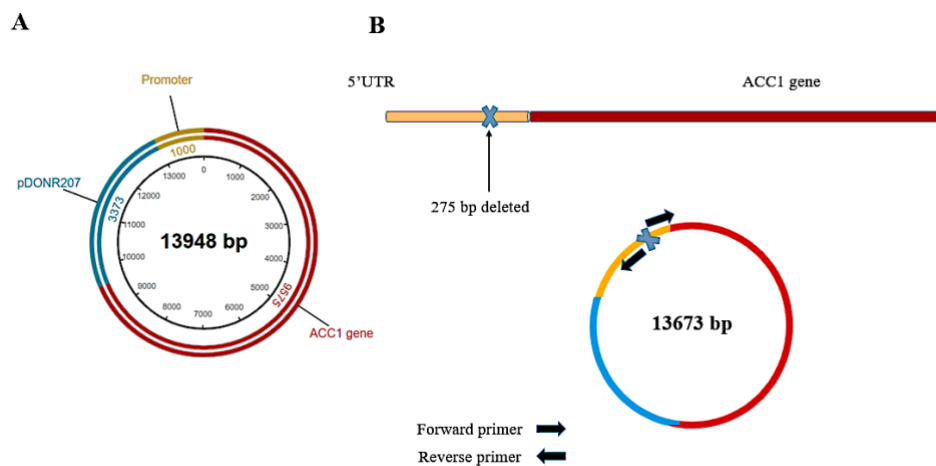 A
B
5'UTR
ACC1 gene
275 bp deleted
Promoter
pDONR207
1000
3373
9575
ACC1 gene
0
1000
2000
3000
4000
5000
6000
7000
8000
9000
10000
11000
12000
13000
13948 bp
13673 bp
Forward primer
Reverse primer